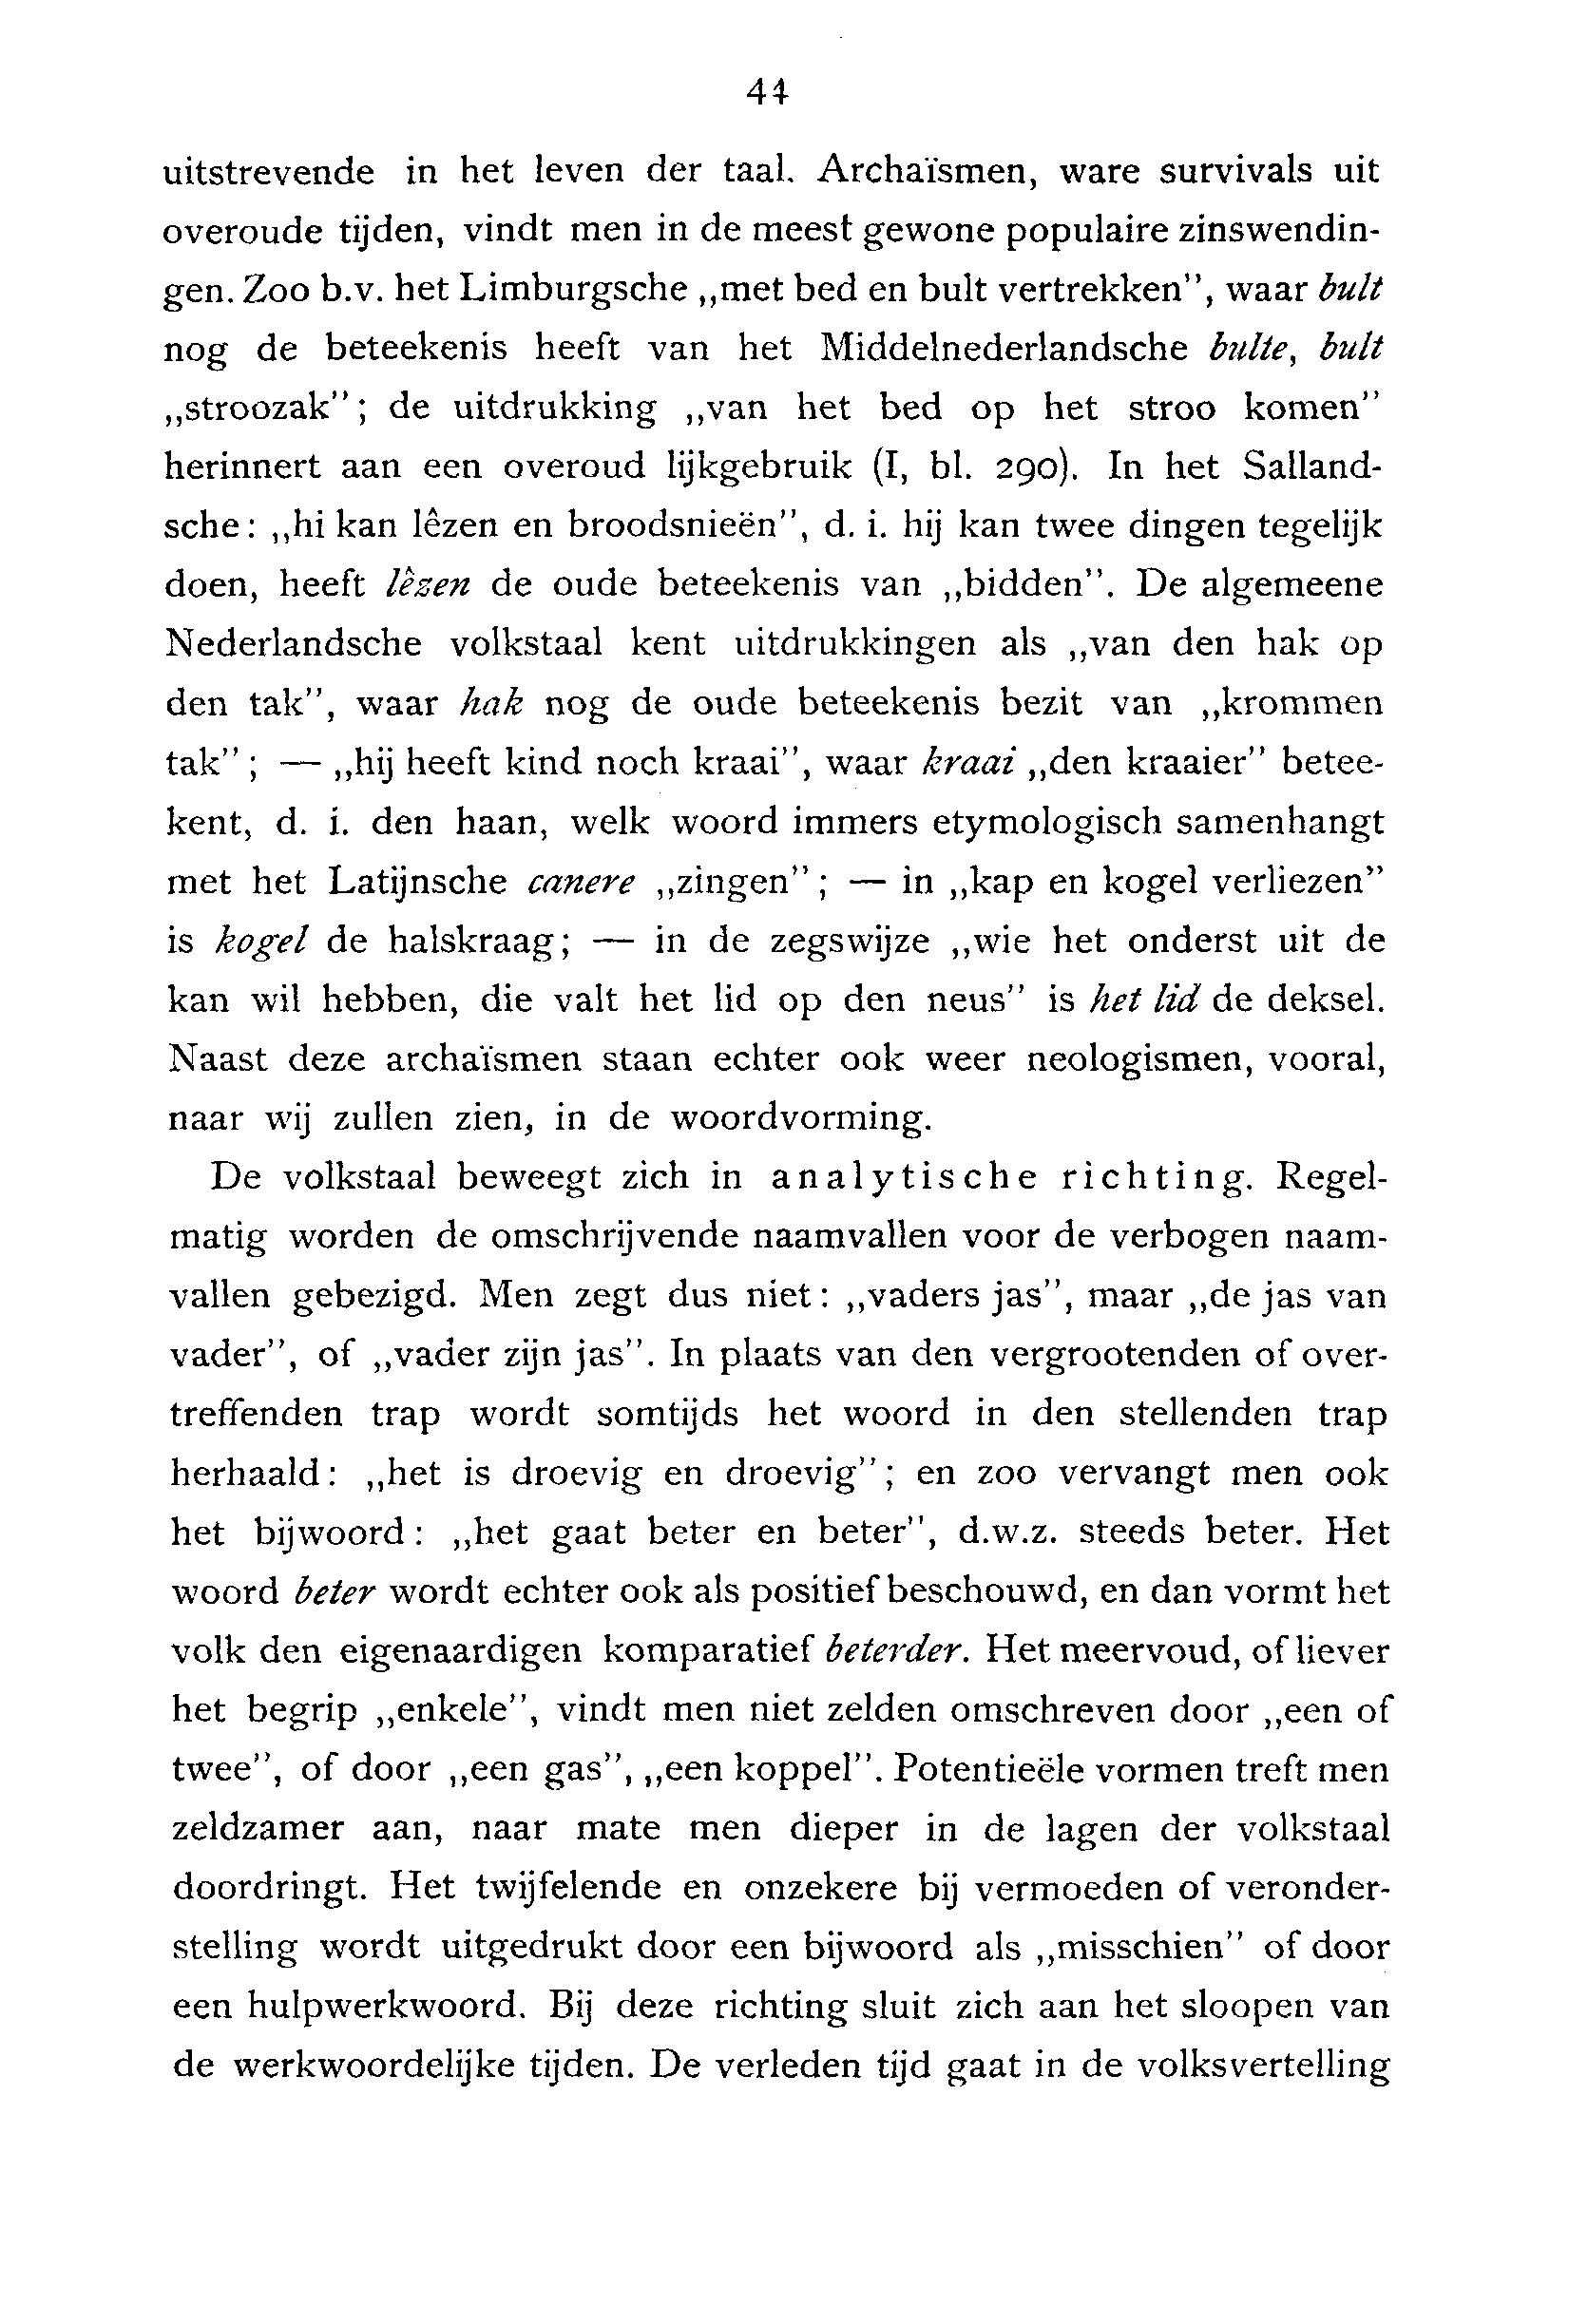 44
uitstrevende in het leven der taal. Archaïsmen, ware survivals uit
overoude tijden, vindt men in de meest gewone populaire zinswendin-
gen. Zoo b.v. het Limburgsche „met bed en bult vertrekken”, waar bult
nog de beteekenis heeft van het Middelnederlandsche bulte, bult
„stroozak”; de uitdrukking „van het bed op het stroo komen”
herinnert aan een overoud lijkgebruik (I, bl. 290). In het Salland-
sche: „hi kan lêzen en broodsnieën”, d. i. hij kan twee dingen tegelijk
doen, heeft lêzen de oude beteekenis van „bidden”. De algemeene
Nederlandsche volkstaal kent uitdrukkingen als „van den hak op
den tak”, waar hak nog de oude beteekenis bezit van „krommen
tak”; — „hij heeft kind noch kraai”, waar kraai „den kraaier” betee-
kent, d. i. den haan, welk woord immers etymologisch samenhangt
met het Latijnsche canere „zingen”; — in „kap en kogel verliezen”
is kogel de halskraag; — in de zegswijze „wie het onderst uit de
kan wil hebben, die valt het lid op den neus” is het lid de deksel.
Naast deze archaïsmen staan echter ook weer neologismen, vooral,
naar wij zullen zien, in de woordvorming.
De volkstaal beweegt zich in analytische richting. Regel-
matig worden de omschrijvende naamvallen voor de verbogen naam-
vallen gebezigd. Men zegt dus niet: „vaders jas”, maar „de jas van
vader”, of „vader zijn jas”. In plaats van den vergrootenden of over-
treffenden trap wordt somtijds het woord in den stellenden trap
herhaald: „het is droevig en droevig”; en zoo vervangt men ook
het bijwoord: „het gaat beter en beter”, d.w.z. steeds beter. Het
woord beter wordt echter ook als positief beschouwd, en dan vormt het
volk den eigenaardigen komparatief beterder. Het meervoud, of liever
het begrip „enkele”, vindt men niet zelden omschreven door „een of
twee”, of door „een gas”, „een koppel”. Potentieële vormen treft men
zeldzamer aan, naar mate men dieper in de lagen der volkstaal
doordringt. Het twijfelende en onzekere bij vermoeden of veronder-
stelling wordt uitgedrukt door een bijwoord als „misschien” of door
een hulpwerkwoord. Bij deze richting sluit zich aan het sloopen van
de werkwoordelijke tijden. De verleden tijd gaat in de volksvertelling